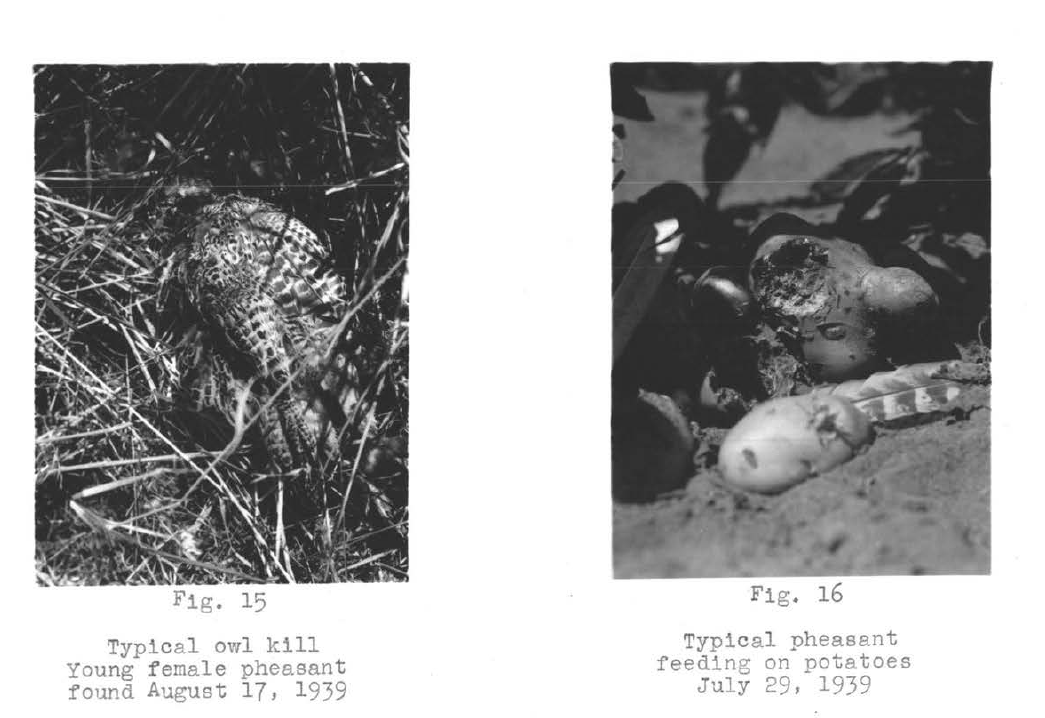 Fig. 15
Typical owl kill
Young female pheasant
found August 17, 1939
Fig. 16
Typical pheasant
feeding on potatoes
July 29, 1939